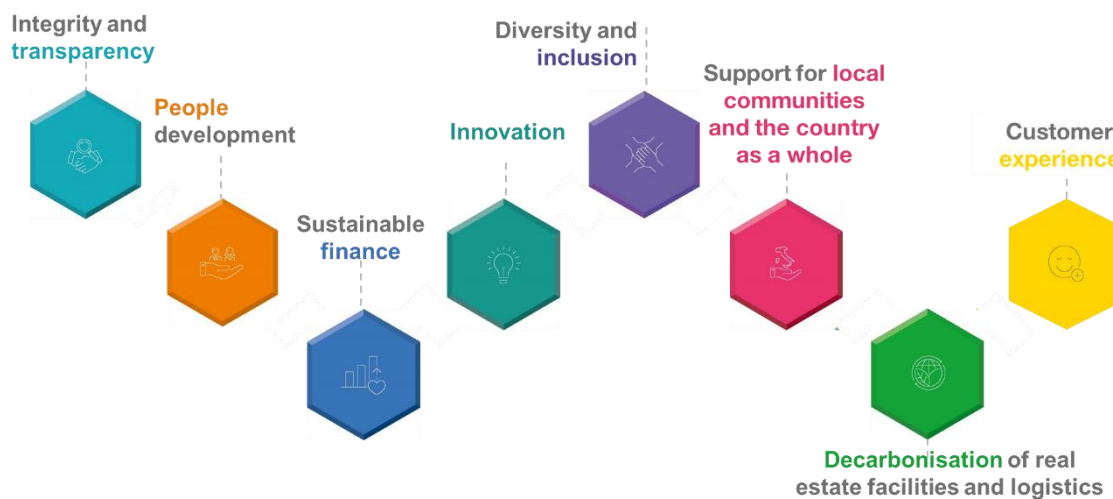 Integrity and
transparency
People
development
Sustainable
finance
Innovation
Diversity and
inclusion
Support for local
communities
and the country
as a whole
Decarbonisation of real
estate facilities and logistics
Customer
experience